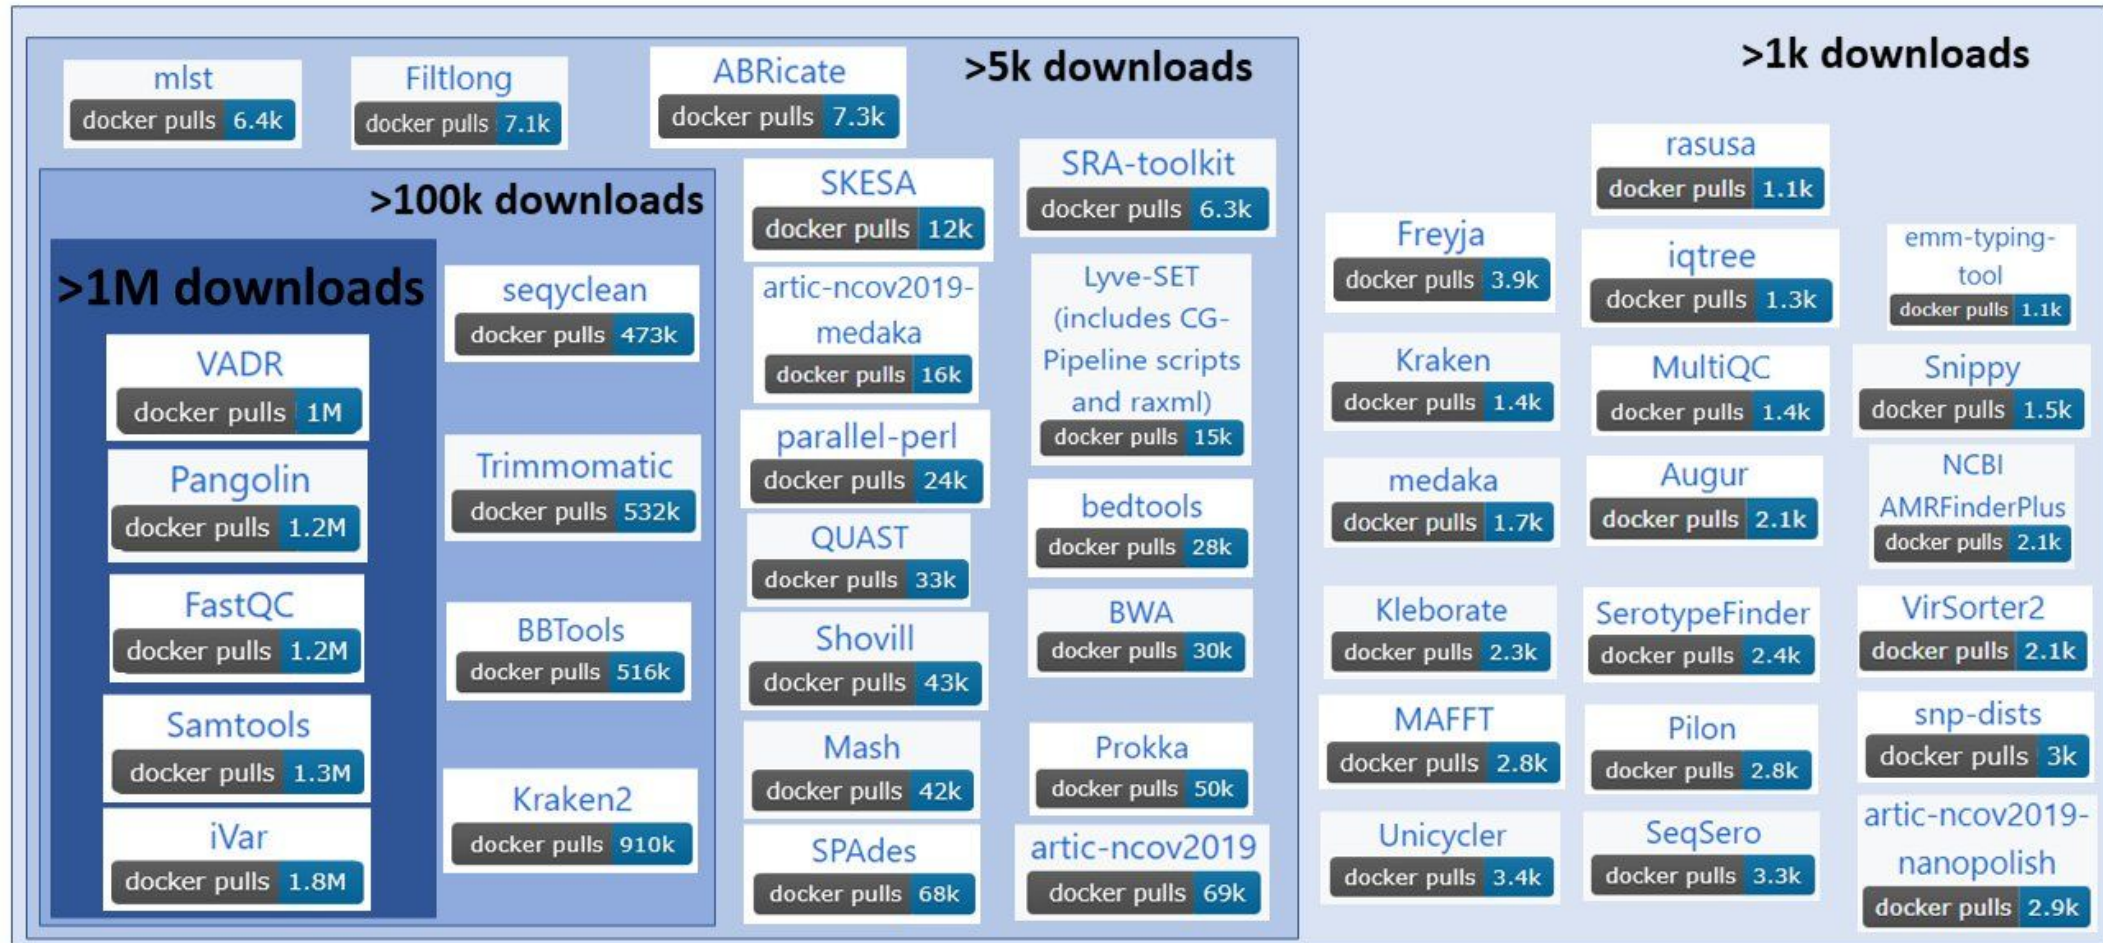 >1k downloads
>5k downloads
mlst
docker pulls 6.4k
Filtlong
docker pulls 7.1k
ABRicate
docker pulls 7.3k
>100k downloads
>1M downloads
VADR
docker pulls 1M
Pangolin
docker pulls 1.2M
FastQC
docker pulls 1.2M
Samtools
docker pulls 1.3M
iVar
docker pulls 1.8M
seqyclean
docker pulls 473k
Trimmomatic
docker pulls 532k
BBTools
docker pulls 516k
Kraken2
docker pulls 910k
SKESA
docker pulls 12k
artic-ncov2019-
medaka
docker pulls 16k
parallel-perl
docker pulls 24k
QUAST
docker pulls 33k
Shovill
docker pulls 43k
Mash
docker pulls 42k
SPAdes
docker pulls 68k
SRA-toolkit
docker pulls 6.3k
Lyve-SET
(includes CG-
Pipeline scripts
and raxml)
docker pulls 15k
bedtools
docker pulls 28k
BWA
docker pulls 30k
Prokka
docker pulls 50k
artic-ncov2019
docker pulls 69k
Freyja
docker pulls 3.9k
Kraken
docker pulls 1.4k
medaka
docker pulls 1.7k
Kleborate
docker pulls 2.3k
MAFFT
docker pulls 2.8k
Unicycler
docker pulls 3.4k
rasusa
docker pulls 1.1k
iqtree
docker pulls 1.3k
MultiQC
docker pulls 1.4k
Augur
docker pulls 2.1k
SerotypeFinder
docker pulls 2.4k
Pilon
docker pulls 2.8k
SeqSero
docker pulls 3.3k
emm-typing-
tool
docker pulls 1.1k
Snippy
docker pulls 1.5k
NCBI
AMRFinderPlus
docker pulls 2.1k
VirSorter2
docker pulls 2.1k
snp-dists
docker pulls 3k
artic-ncov2019-
nanopolish
docker pulls 2.9k